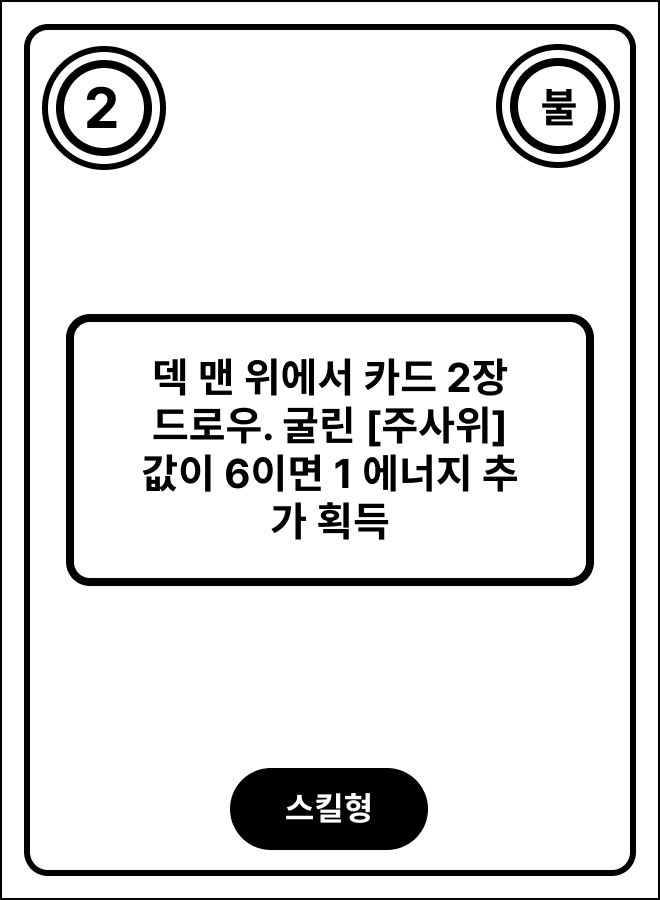 2
불
덱 맨 위에서 카드 2장
드로우. 굴린 [주사위]
값이 6이면 1 에너지 추
가 획득
스킬형